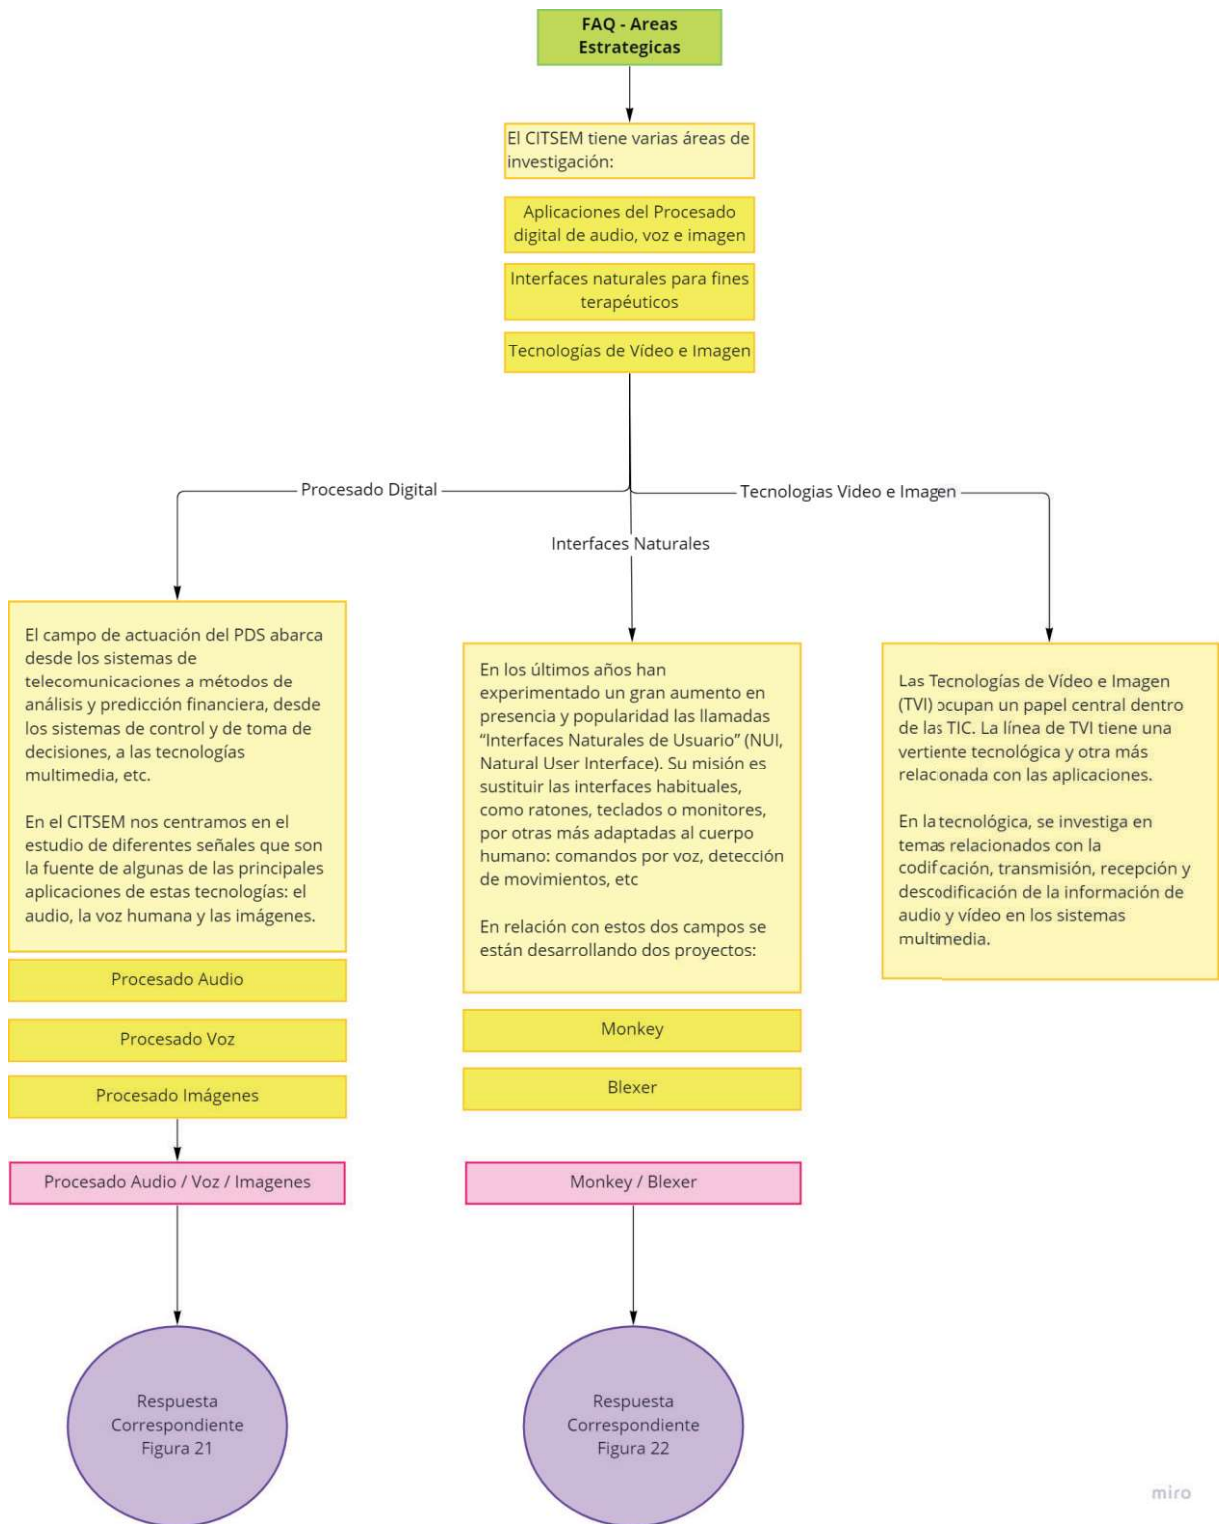 FAQ - Areas
Estrategicas
El CITSEM tiene varias áreas de
investigación:
Aplicaciones del Procesado
digital de audio, voz e imagen
Interfaces naturales para fines
terapéuticos
Tecnologías de Vídeo e Imagen
Procesado Digital
Tecnologias Video e Imagen
Interfaces Naturales
El campo de actuación del PDS abarca
desde los sistemas de
telecomunicaciones a métodos de
análisis y predicción financiera, desde
los sistemas de control y de toma de
decisiones, a las tecnologías
multimedia, etc.
En el CITSEM nos centramos en el
estudio de diferentes señales que son
la fuente de algunas de las principales
aplicaciones de estas tecnologías: el
audio, la voz humana y las imágenes.
Procesado Audio
Procesado Voz
Procesado Imágenes
Procesado Audio / Voz / Imagenes
Respuesta
Correspondiente
Figura 21
En los últimos años han
experimentado un gran aumento en
presencia y popularidad las llamadas
“Interfaces Naturales de Usuario” (NUI,
Natural User Interface). Su misión es
sustituir las interfaces habituales,
como ratones, teclados o monitores,
por otras más adaptadas al cuerpo
humano: comandos por voz, detección
de movimientos, etc
En relación con estos dos campos se
están desarrollando dos proyectos:
Monkey
Blexer
Monkey / Blexer
Respuesta
Correspondiente
Figura 22
Las Tecnologías de Vídeo e Imagen
(TVI) ocupan un papel central dentro
de las TIC. La línea de TVI tiene una
vertiente tecnológica y otra más
relacionada con las aplicaciones.
En la tecnológica, se investiga en
temas relacionados con la
codificación, transmisión, recepción y
descodificación de la información de
audio y vídeo en los sistemas
multimedia.
miro